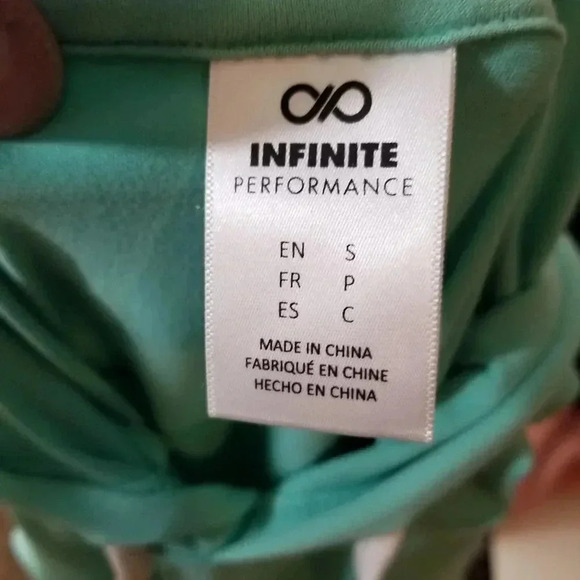 INFINITE
PERFORMANCE
EN S
FR P
ES C
MADE IN CHINA
FABRIQUÉ EN CHINE
HECHO EN CHINA